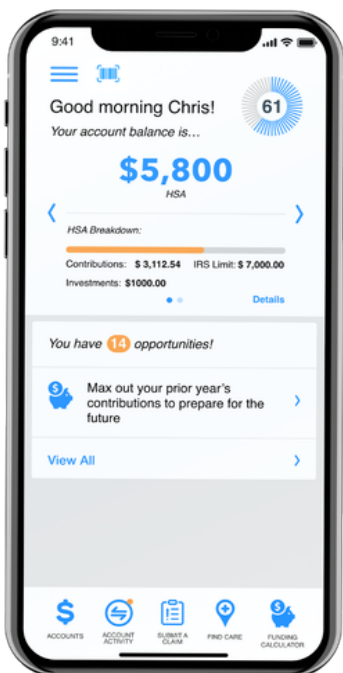 9:41
Good morning Chris!
61
Your account balance is...
$5,800
HSA
HSA Breakdown:
Contributions: $ 3,112.54 IRS Limit: $ 7,000.00
Investments: $1000.00
Details
You have 14 opportunities!
Max out your prior year's
contributions to prepare for the
future
View All
ACCOUNTS
ACCOUNT
ACTIVITY
SUBMIT A
CLAIM
FIND CARE
FUNDING
CALCULATOR